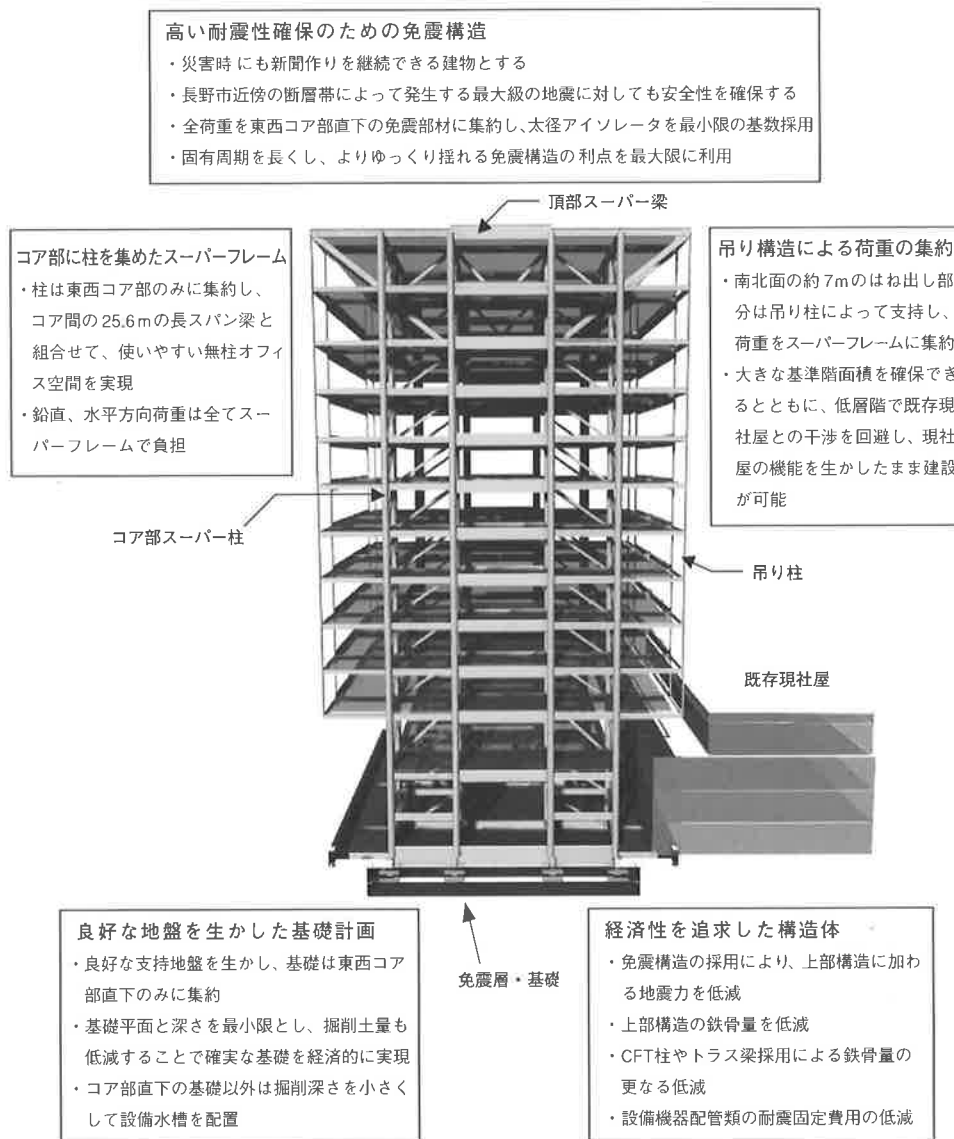 高い耐震性確保のための免震構造
・災害時にも新聞作りを継続できる建物とする
・長野市近傍の断層帯によって発生する最大級の地震に対しても安全性を確保する
・全荷重を東西コア部直下の免震部材に集約し、太径アイソレータを最小限の基数採用
・固有周期を長くし、よりゆっくり揺れる免震構造の利点を最大限に利用
頂部スーパー梁
コア部に柱を集めたスーパーフレーム
・柱は東西コア部のみに集約し、
コア間の25.6mの長スパン梁と
組合せて、使いやすい無柱オフィ
ス空間を実現
・鉛直、水平方向荷重は全てスー
パーフレームで負担
吊り構造による荷重の集約
・南北面の約7mのはね出し部
分は吊り柱によって支持し、
荷重をスーパーフレームに集約
・大きな基準階面積を確保でき
るとともに、低層階で既存現
社屋との干渉を回避し、現社
屋の機能を生かしたまま建設
が可能
コア部スーパー柱
吊り柱
既存現社屋
良好な地盤を生かした基礎計画
・良好な支持地盤を生かし、基礎は東西コア
部直下のみに集約
・基礎平面と深さを最小限とし、掘削土量も
低減することで確実な基礎を経済的に実現
・コア部直下の基礎以外は掘削深さを小さく
して設備水槽を配置
免震層・基礎
経済性を追求した構造体
・免震構造の採用により、上部構造に加わ
る地震力を低減
・上部構造の鉄骨量を低減
・CFT柱やトラス梁採用による鉄骨量の
更なる低減
・設備機器配管類の耐震固定費用の低減